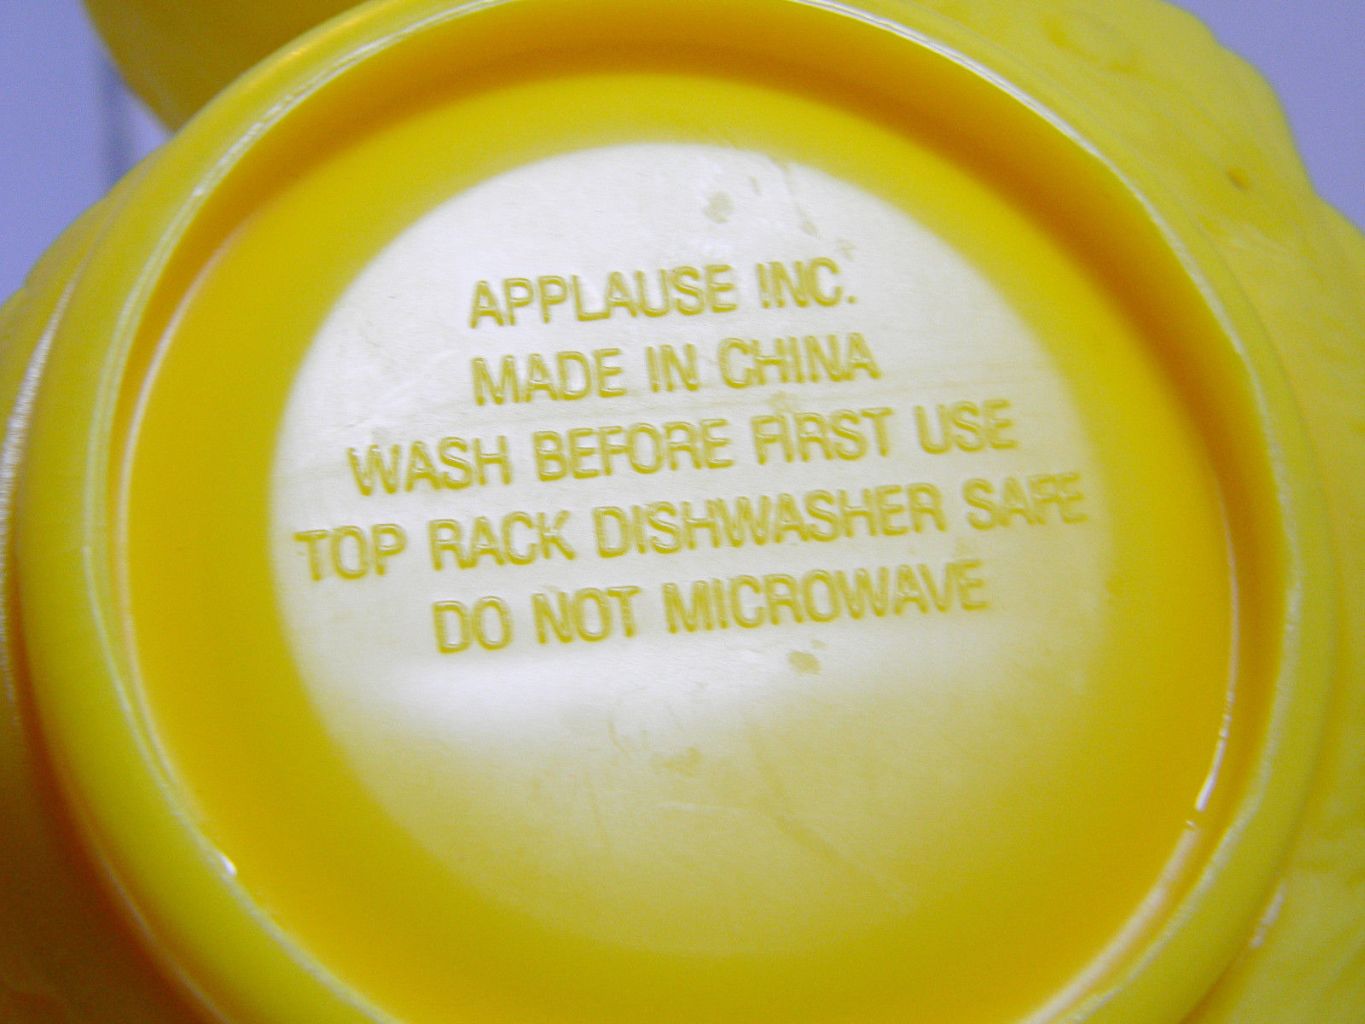 APPLAUSE INC.
MADE IN CHINA
WASH BEFORE FIRST USE
TOP RACK DISHWASHER SAFE
DO NOT MICROWAVE